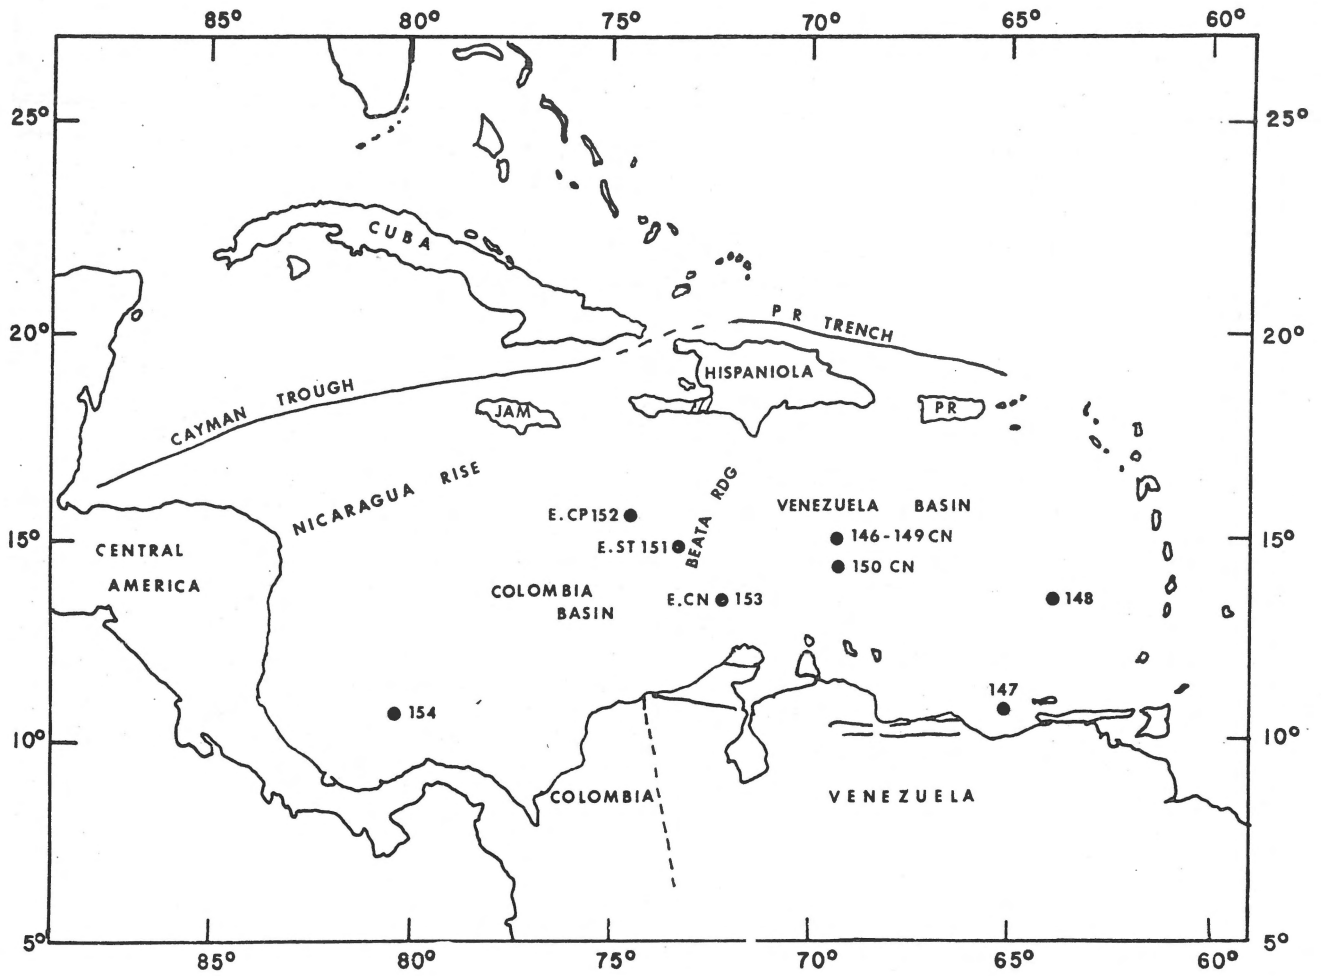 85° 80° 75° 70° 65° 60°
25° 25°
CUBA
20° 20°
P R TRENCH
HISPANIOLA
CAYMAN TROUGH
JAM
PR
NICARAGUA RISE
BEATA RDG
VENEZUELA BASIN
E.CP 152
E.ST 151
146-149 CN
15° 15°
CENTRAL
AMERICA
150 CN
COLOMBIA
BASIN
E.CN 153
148
147
154
10° 10°
COLOMBIA
VENEZUELA
5° 5°
85° 80° 75° 70° 65° 60°